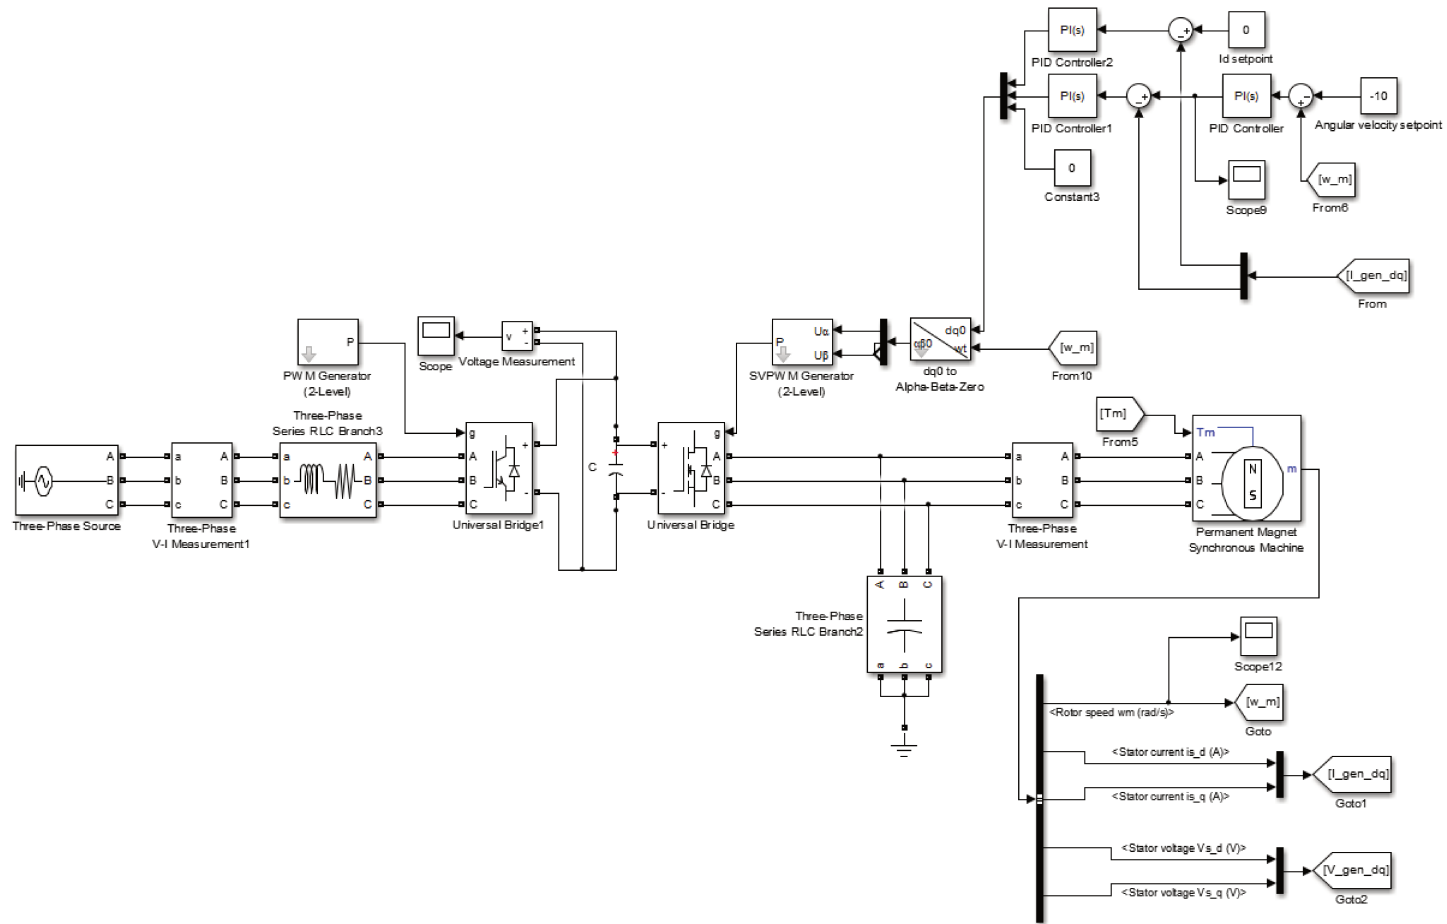 PI(s)
PID Controller2
0
Id setpoint
PI(s)
PID Controller1
PI(s)
PID Controller
-10
Angular velocity setpoint
0
Constant3
Scope9
[w_m]
From6
[I_gen_dq]
From
P
PWM Generator
(2-Level)
Scope
v
+
-
Voltage Measurement
P
Uα
Uβ
SVPWM Generator
(2-Level)
dq0
αβ0
wt
dq0 to
Alpha-Beta-Zero
[w_m]
From10
[Tm]
From5
A
B
C
Three-Phase Source
a
b
c
A
B
C
Three-Phase
V-I Measurement1
Three-Phase
Series RLC Branch3
a
b
c
A
B
C
g
A
B
C
+
-
Universal Bridge1
C
+
g
+
-
A
B
C
Universal Bridge
a
b
c
A
B
C
Three-Phase
V-I Measurement
Tm
A
B
C
N
S
m
Permanent Magnet
Synchronous Machine
A
B
C
Three-Phase
Series RLC Branch2
a
b
c
Scope12
<Rotor speed wm (rad/s)>
[w_m]
Goto
<Stator current is_d (A)>
<Stator current is_q (A)>
[I_gen_dq]
Goto1
<Stator voltage Vs_d (V)>
<Stator voltage Vs_q (V)>
[V_gen_dq]
Goto2